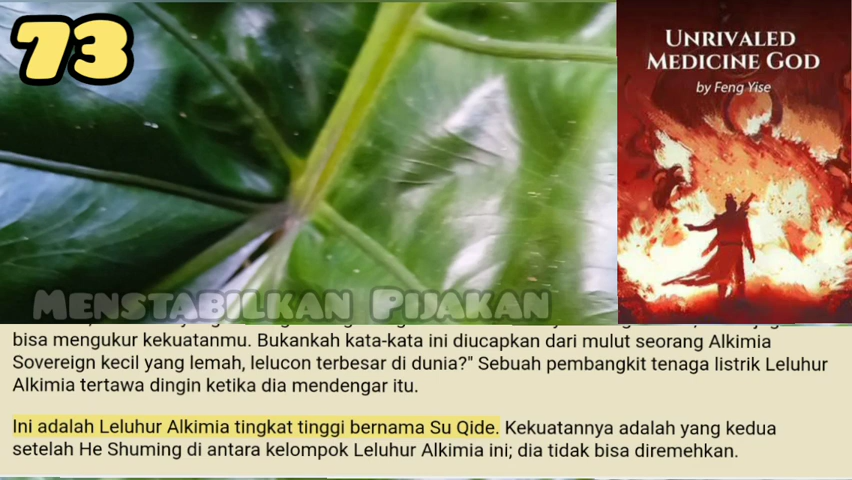 73
UNRIVALED
MEDICINE GOD
by Feng Yise
MENSTABILKAN PIJAKAN
bisa mengukur kekuatanmu. Bukankah kata-kata ini diucapkan dari mulut seorang Alkimia
Sovereign kecil yang lemah, lelucon terbesar di dunia?" Sebuah pembangkit tenaga listrik Leluhur
Alkimia tertawa dingin ketika dia mendengar itu.
Ini adalah Leluhur Alkimia tingkat tinggi bernama Su Qide. Kekuatannya adalah yang kedua
setelah He Shuming di antara kelompok Leluhur Alkimia ini; dia tidak bisa diremehkan.